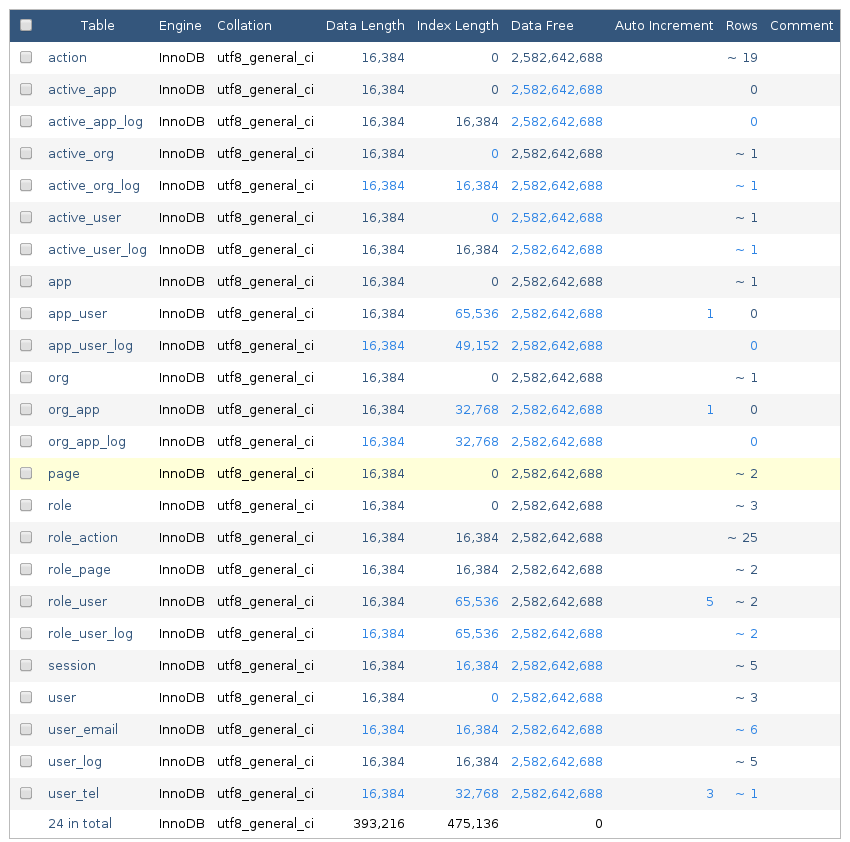 Table Engine Collation Data Length Index Length Data Free Auto Increment Rows Comment
action InnoDB utf8_general_ci 16,384 0 2,582,642,688 ~ 19
active_app InnoDB utf8_general_ci 16,384 0 2,582,642,688 0
active_app_log InnoDB utf8_general_ci 16,384 16,384 2,582,642,688 0
active_org InnoDB utf8_general_ci 16,384 0 2,582,642,688 ~ 1
active_org_log InnoDB utf8_general_ci 16,384 16,384 2,582,642,688 ~ 1
active_user InnoDB utf8_general_ci 16,384 0 2,582,642,688 ~ 1
active_user_log InnoDB utf8_general_ci 16,384 16,384 2,582,642,688 ~ 1
app InnoDB utf8_general_ci 16,384 0 2,582,642,688 ~ 1
app_user InnoDB utf8_general_ci 16,384 65,536 2,582,642,688 1 0
app_user_log InnoDB utf8_general_ci 16,384 49,152 2,582,642,688 0
org InnoDB utf8_general_ci 16,384 0 2,582,642,688 ~ 1
org_app InnoDB utf8_general_ci 16,384 32,768 2,582,642,688 1 0
org_app_log InnoDB utf8_general_ci 16,384 32,768 2,582,642,688 0
page InnoDB utf8_general_ci 16,384 0 2,582,642,688 ~ 2
role InnoDB utf8_general_ci 16,384 0 2,582,642,688 ~ 3
role_action InnoDB utf8_general_ci 16,384 16,384 2,582,642,688 ~ 25
role_page InnoDB utf8_general_ci 16,384 16,384 2,582,642,688 ~ 2
role_user InnoDB utf8_general_ci 16,384 65,536 2,582,642,688 5 ~ 2
role_user_log InnoDB utf8_general_ci 16,384 65,536 2,582,642,688 ~ 2
session InnoDB utf8_general_ci 16,384 16,384 2,582,642,688 ~ 5
user InnoDB utf8_general_ci 16,384 0 2,582,642,688 ~ 3
user_email InnoDB utf8_general_ci 16,384 16,384 2,582,642,688 ~ 6
user_log InnoDB utf8_general_ci 16,384 16,384 2,582,642,688 ~ 5
user_tel InnoDB utf8_general_ci 16,384 32,768 2,582,642,688 3 ~ 1
24 in total InnoDB utf8_general_ci 393,216 475,136 0